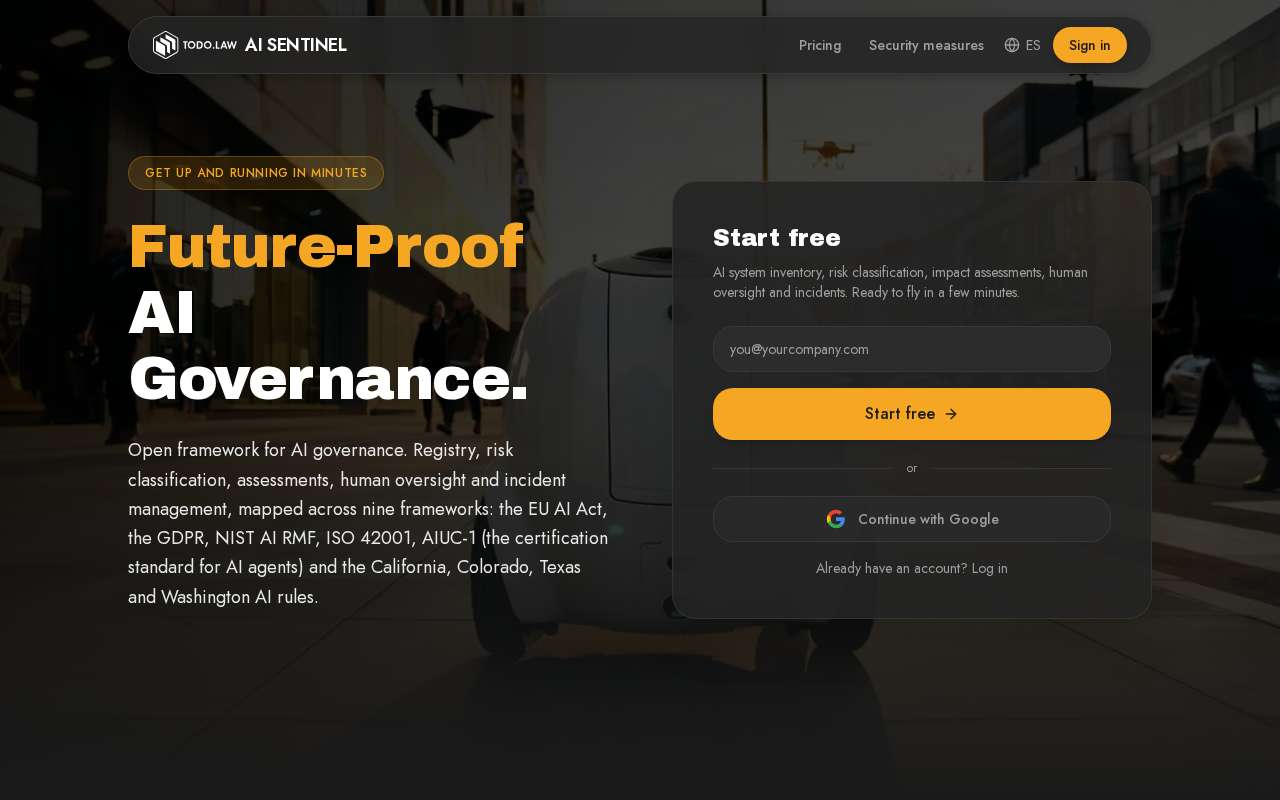 TODO.LAW AI SENTINEL
Pricing
Security measures
ES
Sign in
GET UP AND RUNNING IN MINUTES
Future-Proof
AI
Governance.
Open framework for AI governance. Registry, risk
classification, assessments, human oversight and incident
management, mapped across nine frameworks: the EU AI Act,
the GDPR, NIST AI RMF, ISO 42001, AIUC-1 (the certification
standard for AI agents) and the California, Colorado, Texas
and Washington AI rules.
Start free
AI system inventory, risk classification, impact assessments, human
oversight and incidents. Ready to fly in a few minutes.
you@yourcompany.com
Start free →
or
Continue with Google
Already have an account? Log in